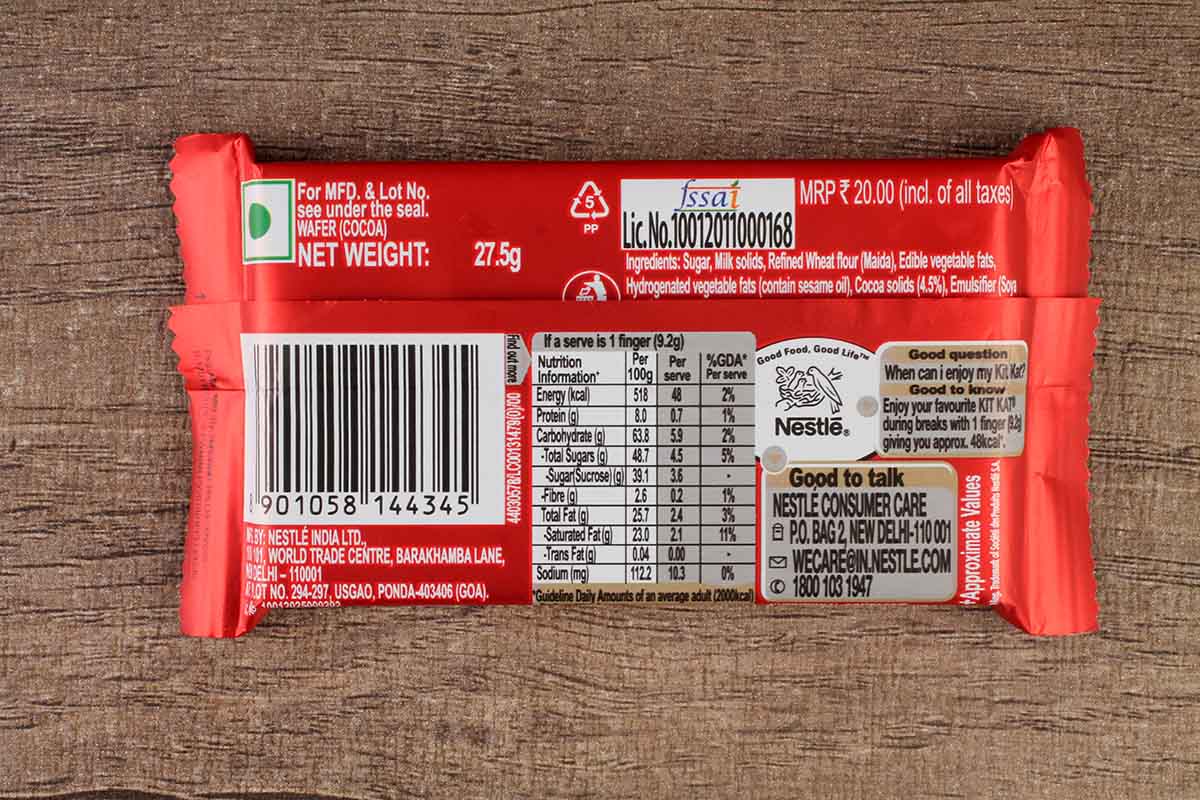 For MFD. & Lot No.
see under the seal.
WAFER (COCOA)
NET WEIGHT: 27.5g
5
PP
fssai
Lic.No.10012011000168
MRP ₹ 20.00 (incl. of all taxes)
Ingredients: Sugar, Milk solids, Refined Wheat flour (Maida), Edible vegetable fats,
Hydrogenated vegetable fats (contain sesame oil), Cocoa solids (4.5%), Emulsifier (Soya
8 901058 144345
Find out more
BY: NESTLÉ INDIA LTD.,
101, WORLD TRADE CENTRE, BARAKHAMBA LANE,
DELHI – 110001
LOT NO. 294-297, USGAO, PONDA-403406 (GOA).
If a serve is 1 finger (9.2g)
Nutrition Information⁺ Per 100g Per serve %GDA* Per serve
Energy (kcal) 518 48 2%
Protein (g) 8.0 0.7 1%
Carbohydrate (g) 63.8 5.9 2%
-Total Sugars (g) 48.7 4.5 5%
-Sugar(Sucrose) (g) 39.1 3.6 -
-Fibre (g) 2.6 0.2 1%
Total Fat (g) 25.7 2.4 3%
-Saturated Fat (g) 23.0 2.1 11%
-Trans Fat (g) 0.04 0.00 -
Sodium (mg) 112.2 10.3 0%
*Guideline Daily Amounts of an average adult (2000kcal)
Good Food, Good Life™
Nestlé®
Good question
When can i enjoy my Kit Kat?
Good to know
Enjoy your favourite KIT KAT®
during breaks with 1 finger (9.2g)
giving you approx. 48kcal⁺.
Good to talk
NESTLÉ CONSUMER CARE
P.O. BAG 2, NEW DELHI-110 001
WECARE@IN.NESTLE.COM
1800 103 1947
⁺Approximate Values